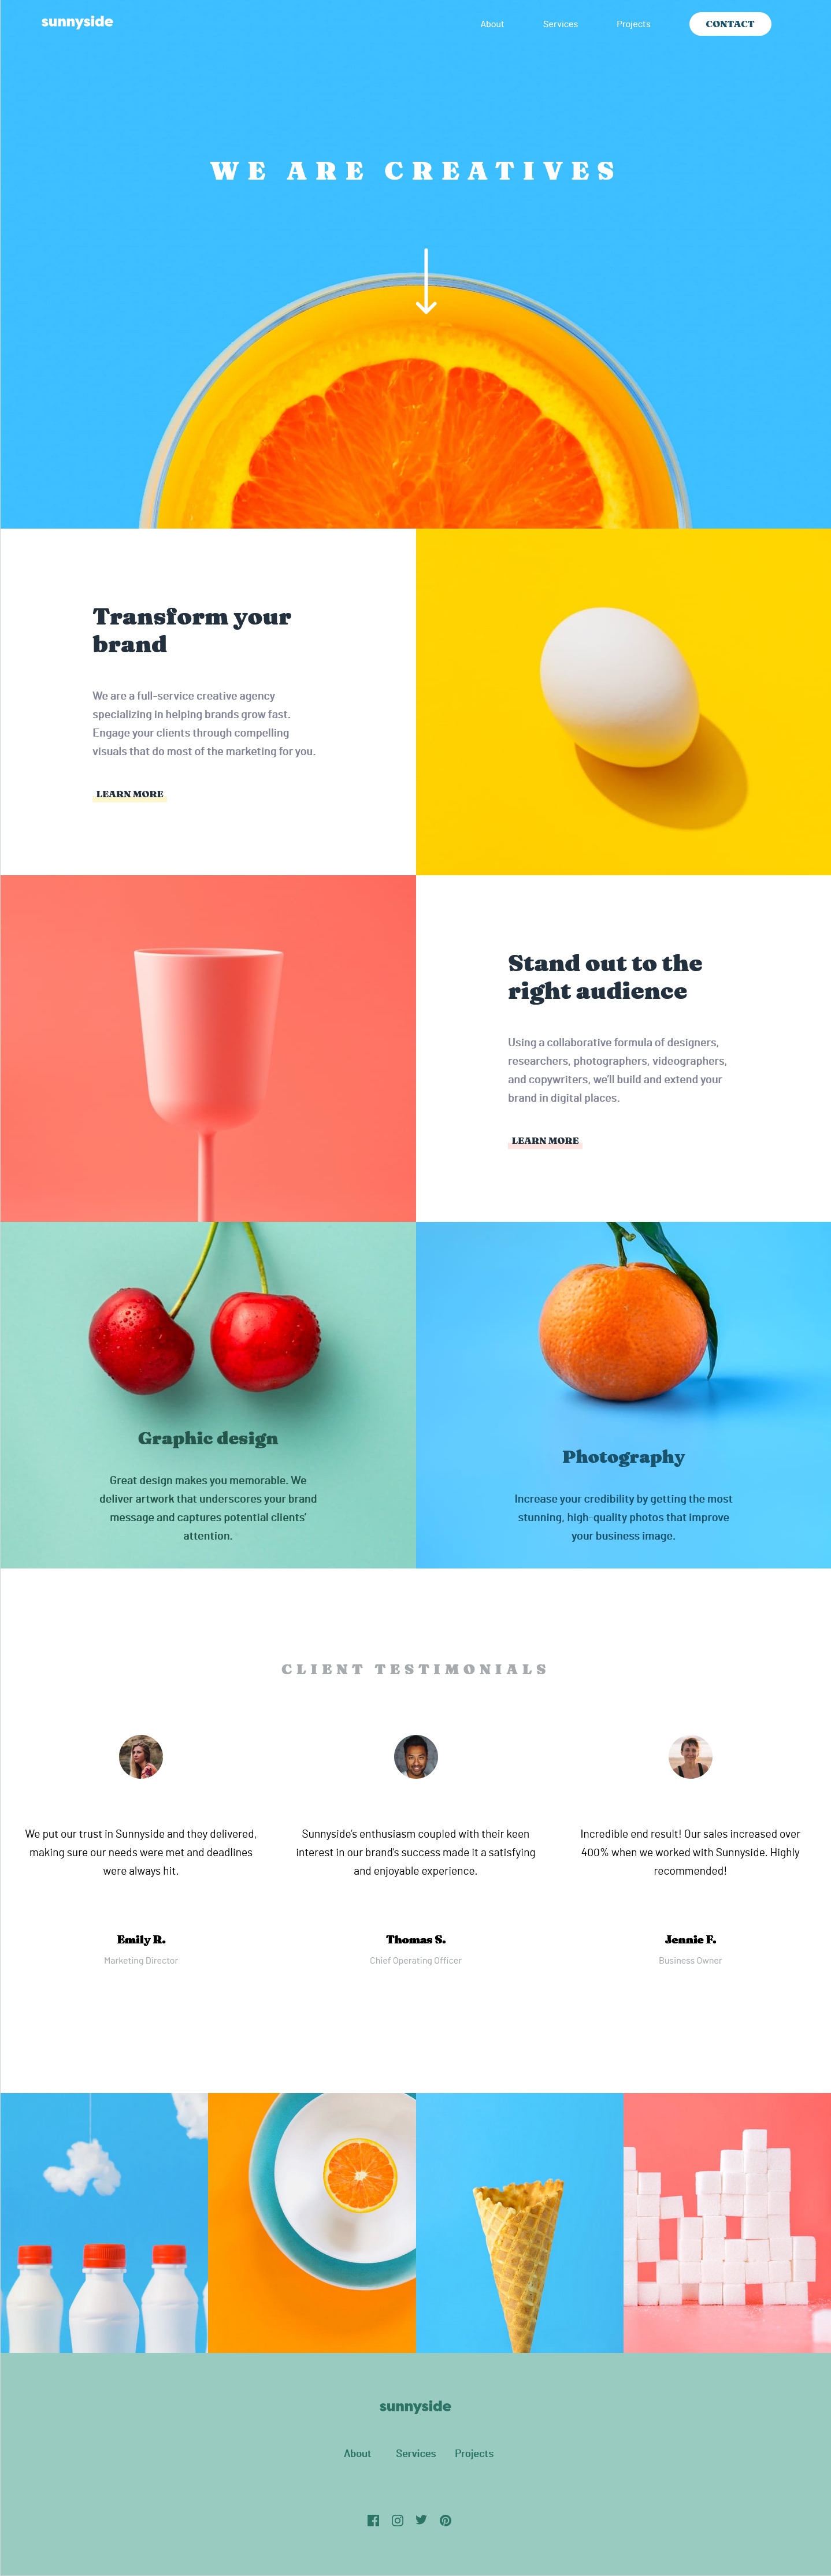 sunnyside
About Services Projects CONTACT
WE ARE CREATIVES
Transform your
brand
We are a full-service creative agency
specializing in helping brands grow fast.
Engage your clients through compelling
visuals that do most of the marketing for you.
LEARN MORE
Stand out to the
right audience
Using a collaborative formula of designers,
researchers, photographers, videographers,
and copywriters, we'll build and extend your
brand in digital places.
LEARN MORE
Graphic design
Great design makes you memorable. We
deliver artwork that underscores your brand
message and captures potential clients'
attention.
Photography
Increase your credibility by getting the most
stunning, high-quality photos that improve
your business image.
CLIENT TESTIMONIALS
We put our trust in Sunnyside and they delivered,
making sure our needs were met and deadlines
were always hit.
Emily R.
Marketing Director
Sunnyside's enthusiasm coupled with their keen
interest in our brand's success made it a satisfying
and enjoyable experience.
Thomas S.
Chief Operating Officer
Incredible end result! Our sales increased over
400% when we worked with Sunnyside. Highly
recommended!
Jennie F.
Business Owner
sunnyside
About Services Projects